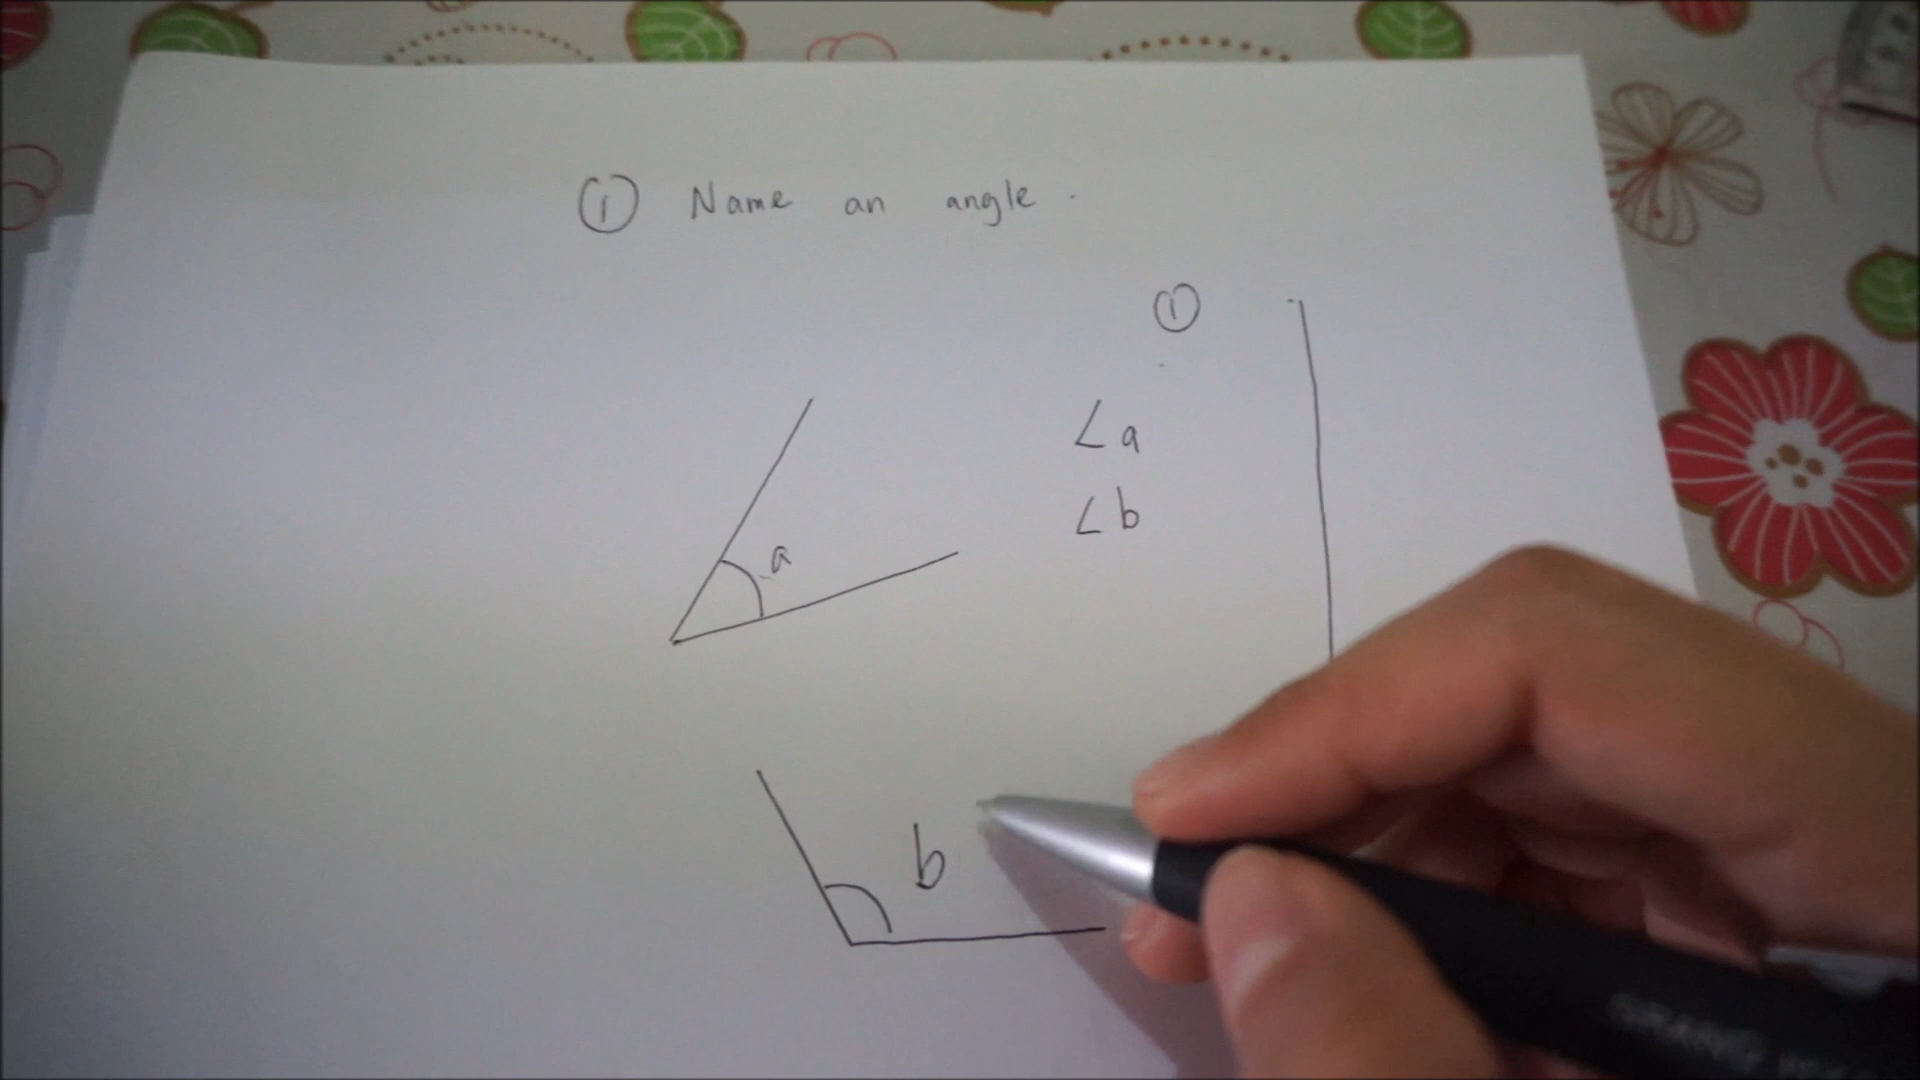 ① Name an angle.
①
∠a
∠b
a
b